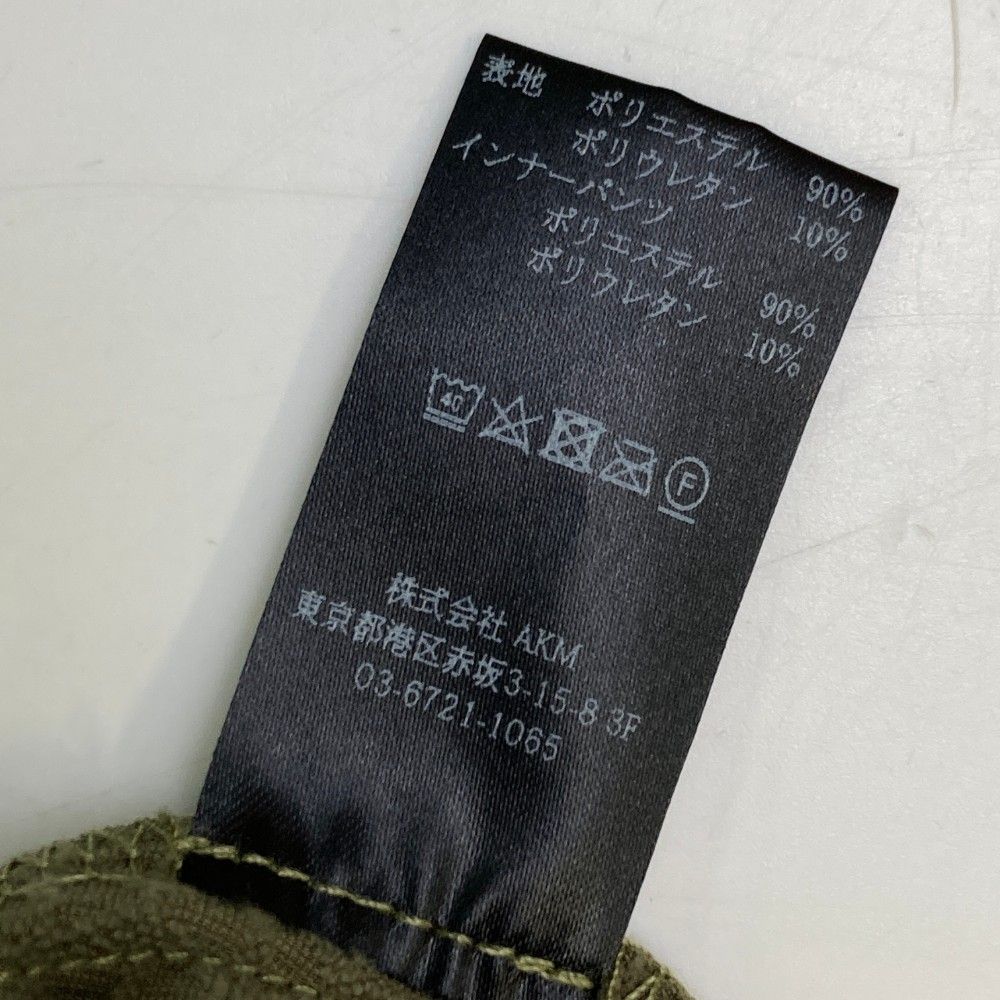 表地 ポリエステル 90%
ポリウレタン 10%
インナーパンツ
ポリエステル 90%
ポリウレタン 10%
40
F
株式会社 AKM
東京都港区赤坂3-15-8 3F
03-6721-1065